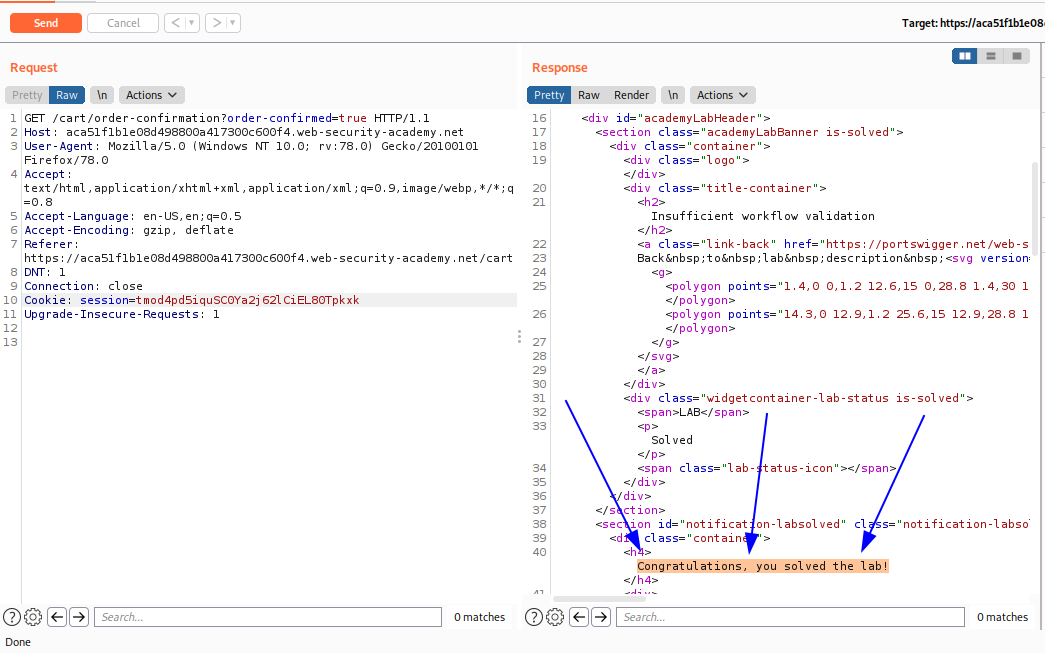 Send Cancel < > Target: https://aca51f1b1e08
Request
Pretty Raw \n Actions
1 GET /cart/order-confirmation?order-confirmed=true HTTP/1.1
2 Host: aca51f1b1e08d498800a417300c600f4.web-security-academy.net
3 User-Agent: Mozilla/5.0 (Windows NT 10.0; rv:78.0) Gecko/20100101
Firefox/78.0
4 Accept:
text/html,application/xhtml+xml,application/xml;q=0.9,image/webp,*/*;q
=0.8
5 Accept-Language: en-US,en;q=0.5
6 Accept-Encoding: gzip, deflate
7 Referer:
https://aca51f1b1e08d498800a417300c600f4.web-security-academy.net/cart
8 DNT: 1
9 Connection: close
10 Cookie: session=tmod4pd5iquSC0Ya2j62lCiEL80Tpkxk
11 Upgrade-Insecure-Requests: 1
12
13
Search... 0 matches
Response
Pretty Raw Render \n Actions
16 <div id="academyLabHeader">
17 <section class="academyLabBanner is-solved">
18 <div class="container">
19 <div class="logo">
</div>
20 <div class="title-container">
21 <h2>
Insufficient workflow validation
</h2>
22 <a class="link-back" href="https://portswigger.net/web-s
23 Back&nbsp;to&nbsp;lab&nbsp;description&nbsp;<svg version=
24 <g>
25 <polygon points="1.4,0 0,1.2 12.6,15 0,28.8 1.4,30 1
</polygon>
26 <polygon points="14.3,0 12.9,1.2 25.6,15 12.9,28.8 1
</polygon>
27 </g>
28 </svg>
29 </a>
30 </div>
31 <div class="widgetcontainer-lab-status is-solved">
32 <span>LAB</span>
33 <p>
Solved
</p>
34 <span class="lab-status-icon"></span>
35 </div>
36 </div>
37 </section>
38 <section id="notification-labsolved" class="notification-labsol
39 <div class="container">
40 <h4>
Congratulations, you solved the lab!
</h4>
41 <div>
Search... 0 matches
Done